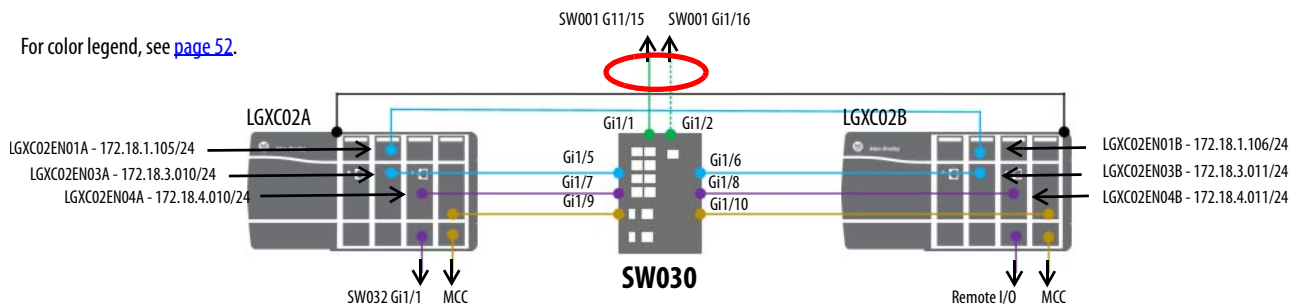 SW001 G11/15
SW001 Gi1/16
For color legend, see page 52.
LGXC02A
LGXC02B
Gi1/1
Gi1/2
LGXC02EN01A - 172.18.1.105/24
LGXC02EN03A - 172.18.3.010/24
LGXC02EN04A - 172.18.4.010/24
Gi1/5
Gi1/6
Gi1/7
Gi1/8
Gi1/9
Gi1/10
LGXC02EN01B - 172.18.1.106/24
LGXC02EN03B - 172.18.3.011/24
LGXC02EN04B - 172.18.4.011/24
Allen-Bradley
SW030
SW032 Gi1/1
MCC
Remote I/O
MCC